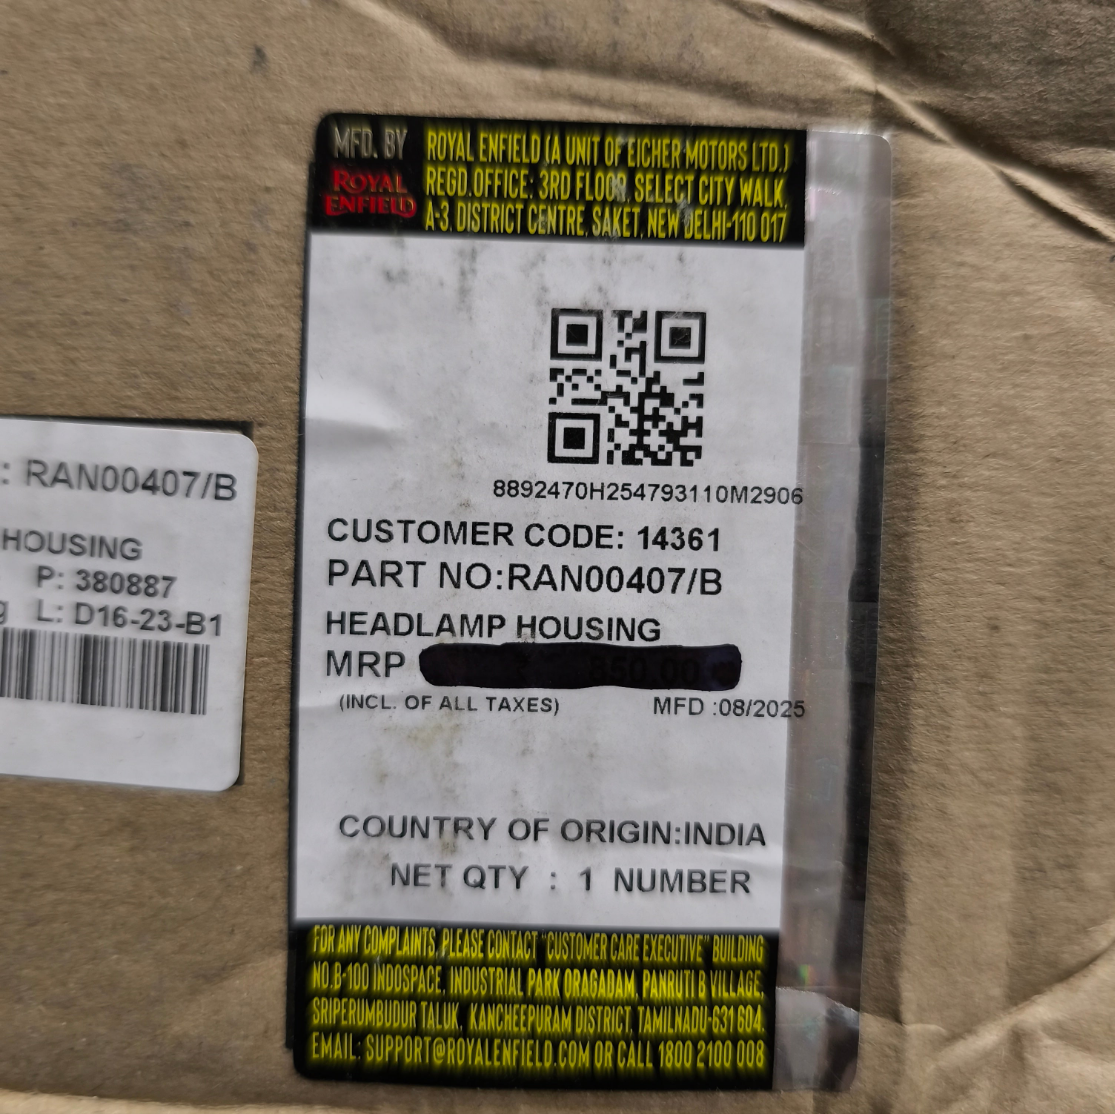 MFD. BY
ROYAL ENFIELD
ROYAL ENFIELD (A UNIT OF EICHER MOTORS LTD.)
REGD.OFFICE: 3RD FLOOR, SELECT CITY WALK,
A-3, DISTRICT CENTRE, SAKET, NEW DELHI-110 017
8892470H254793110M2906
CUSTOMER CODE: 14361
PART NO:RAN00407/B
HEADLAMP HOUSING
MRP 850.00
(INCL. OF ALL TAXES) MFD :08/2025
COUNTRY OF ORIGIN:INDIA
NET QTY : 1 NUMBER
FOR ANY COMPLAINTS, PLEASE CONTACT "CUSTOMER CARE EXECUTIVE" BUILDING
NO.B-100 INDOSPACE, INDUSTRIAL PARK ORAGADAM, PANRUTI B VILLAGE,
SRIPERUMBUDUR TALUK, KANCHEEPURAM DISTRICT, TAMILNADU-631 604.
EMAIL: SUPPORT@ROYALENFIELD.COM OR CALL 1800 2100 008
: RAN00407/B
HOUSING
P: 380887
g L: D16-23-B1